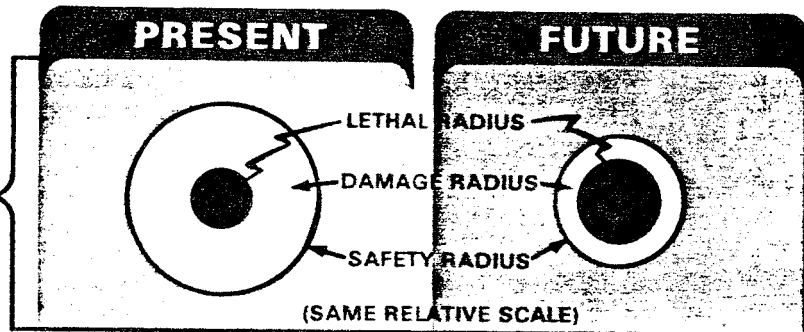 PRESENT
FUTURE
LETHAL RADIUS
DAMAGE RADIUS
SAFETY RADIUS
(SAME RELATIVE SCALE)